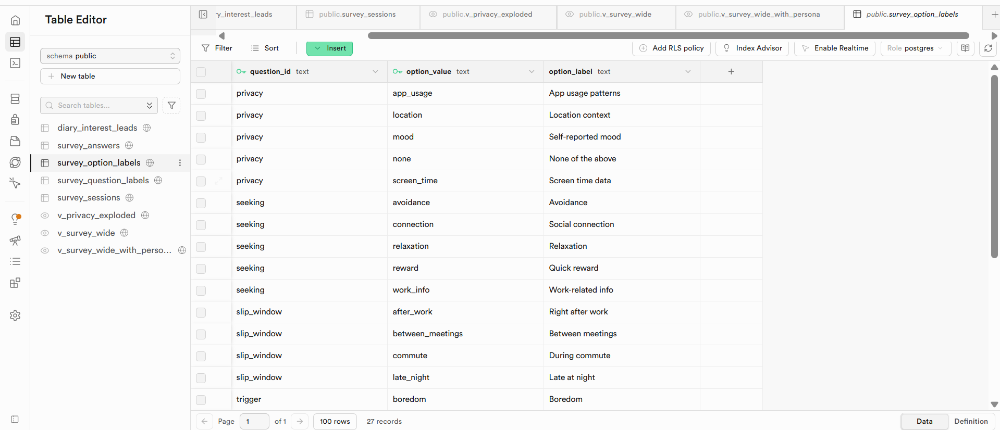 Table Editor
schema public
New table
Search tables...
diary_interest_leads
survey_answers
survey_option_labels
survey_question_labels
survey_sessions
v_privacy_exploded
v_survey_wide
v_survey_wide_with_perso...
ry_interest_leads
public.survey_sessions
public.v_privacy_exploded
public.v_survey_wide
public.v_survey_wide_with_persona
public.survey_option_labels
Filter
Sort
Insert
Add RLS policy
Index Advisor
Enable Realtime
Role postgres
question_id text option_value text option_label text
privacy app_usage App usage patterns
privacy location Location context
privacy mood Self-reported mood
privacy none None of the above
privacy screen_time Screen time data
seeking avoidance Avoidance
seeking connection Social connection
seeking relaxation Relaxation
seeking reward Quick reward
seeking work_info Work-related info
slip_window after_work Right after work
slip_window between_meetings Between meetings
slip_window commute During commute
slip_window late_night Late at night
trigger boredom Boredom
Page 1 of 1 100 rows 27 records
Data Definition